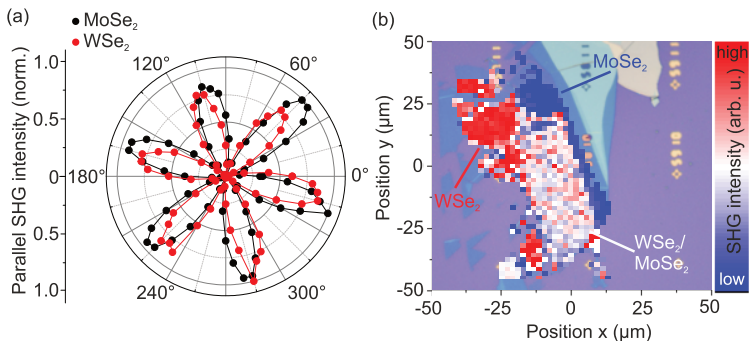 (a)
MoSe₂
WSe₂
Parallel SHG intensity (norm.)
1.0
0.5
0
0.5
1.0
120°
60°
180°
0°
240°
300°
(b)
Position y (µm)
50
25
0
-25
-50
-50
-25
0
25
50
Position x (µm)
MoSe₂
WSe₂
WSe₂/
MoSe₂
high
SHG intensity (arb. u.)
low